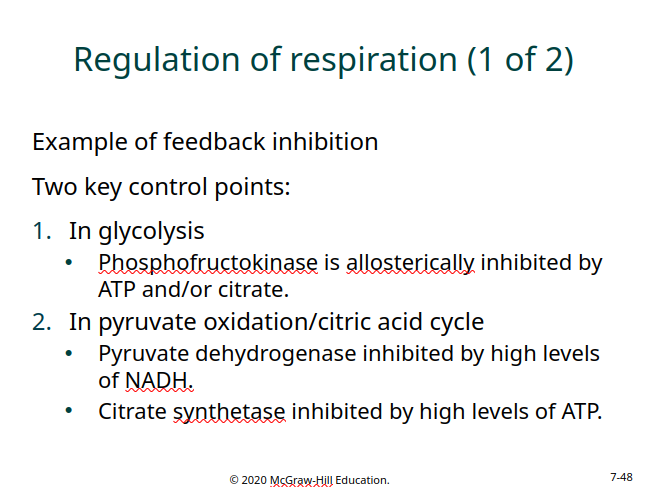 Regulation of respiration (1 of 2)
Example of feedback inhibition
Two key control points:
1. In glycolysis
• Phosphofructokinase is allosterically inhibited by
ATP and/or citrate.
2. In pyruvate oxidation/citric acid cycle
• Pyruvate dehydrogenase inhibited by high levels
of NADH.
• Citrate synthetase inhibited by high levels of ATP.
© 2020 McGraw-Hill Education.
7-48